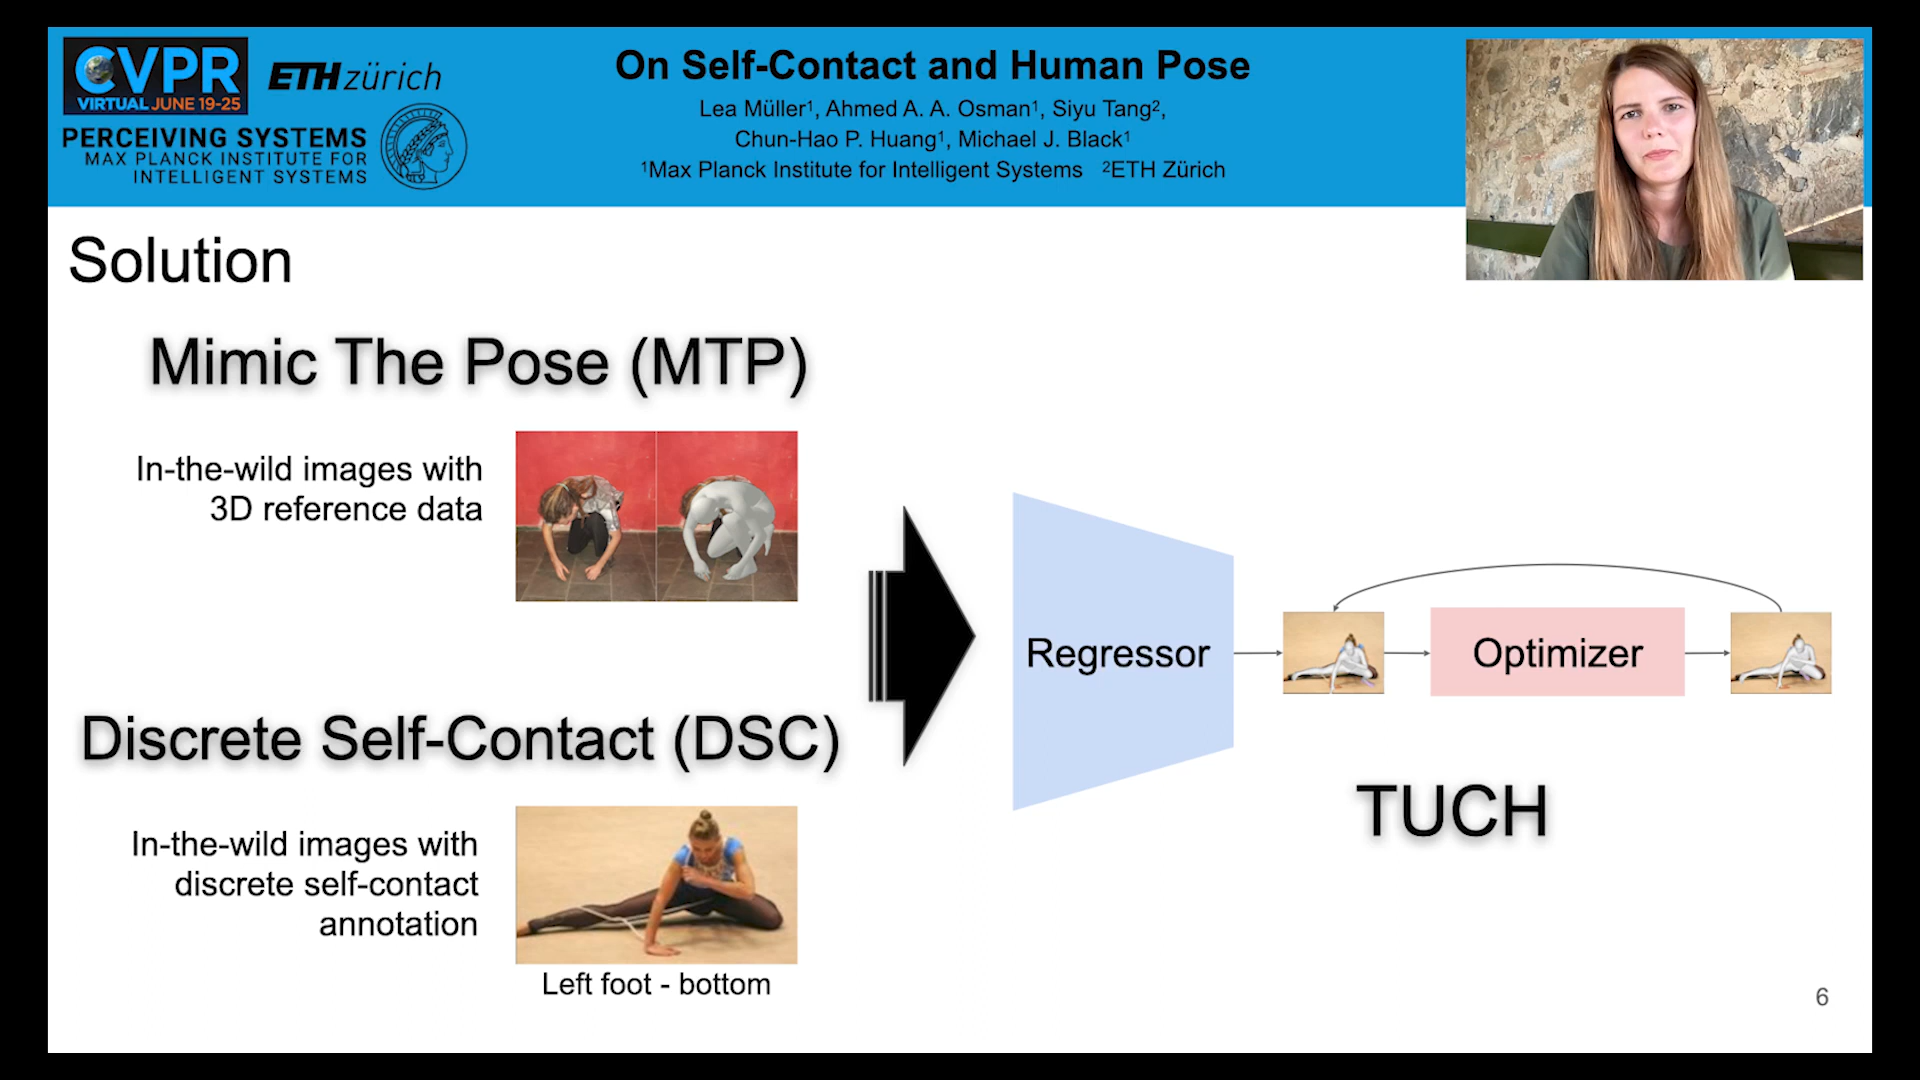 CVPR
VIRTUAL JUNE 19-25
ETH zürich
PERCEIVING SYSTEMS
MAX PLANCK INSTITUTE FOR
INTELLIGENT SYSTEMS
On Self-Contact and Human Pose
Lea Müller¹, Ahmed A. A. Osman¹, Siyu Tang²,
Chun-Hao P. Huang¹, Michael J. Black¹
¹Max Planck Institute for Intelligent Systems ²ETH Zürich
Solution
Mimic The Pose (MTP)
In-the-wild images with
3D reference data
Discrete Self-Contact (DSC)
In-the-wild images with
discrete self-contact
annotation
Left foot - bottom
Regressor
Optimizer
TUCH
6